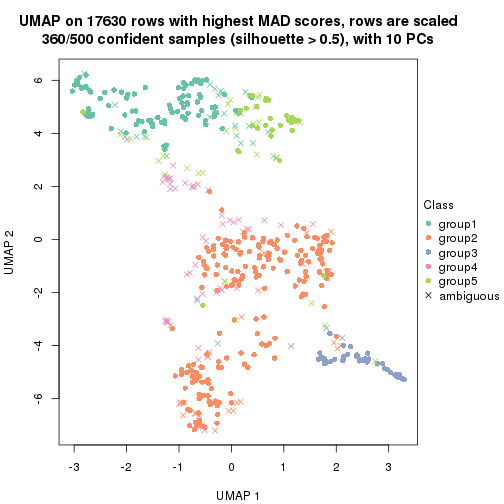 UMAP on 17630 rows with highest MAD scores, rows are scaled
360/500 confident samples (silhouette > 0.5), with 10 PCs
6
4
2
0
-2
-4
-6
UMAP 2
-3 -2 -1 0 1 2 3
UMAP 1
Class
group1
group2
group3
group4
group5
ambiguous